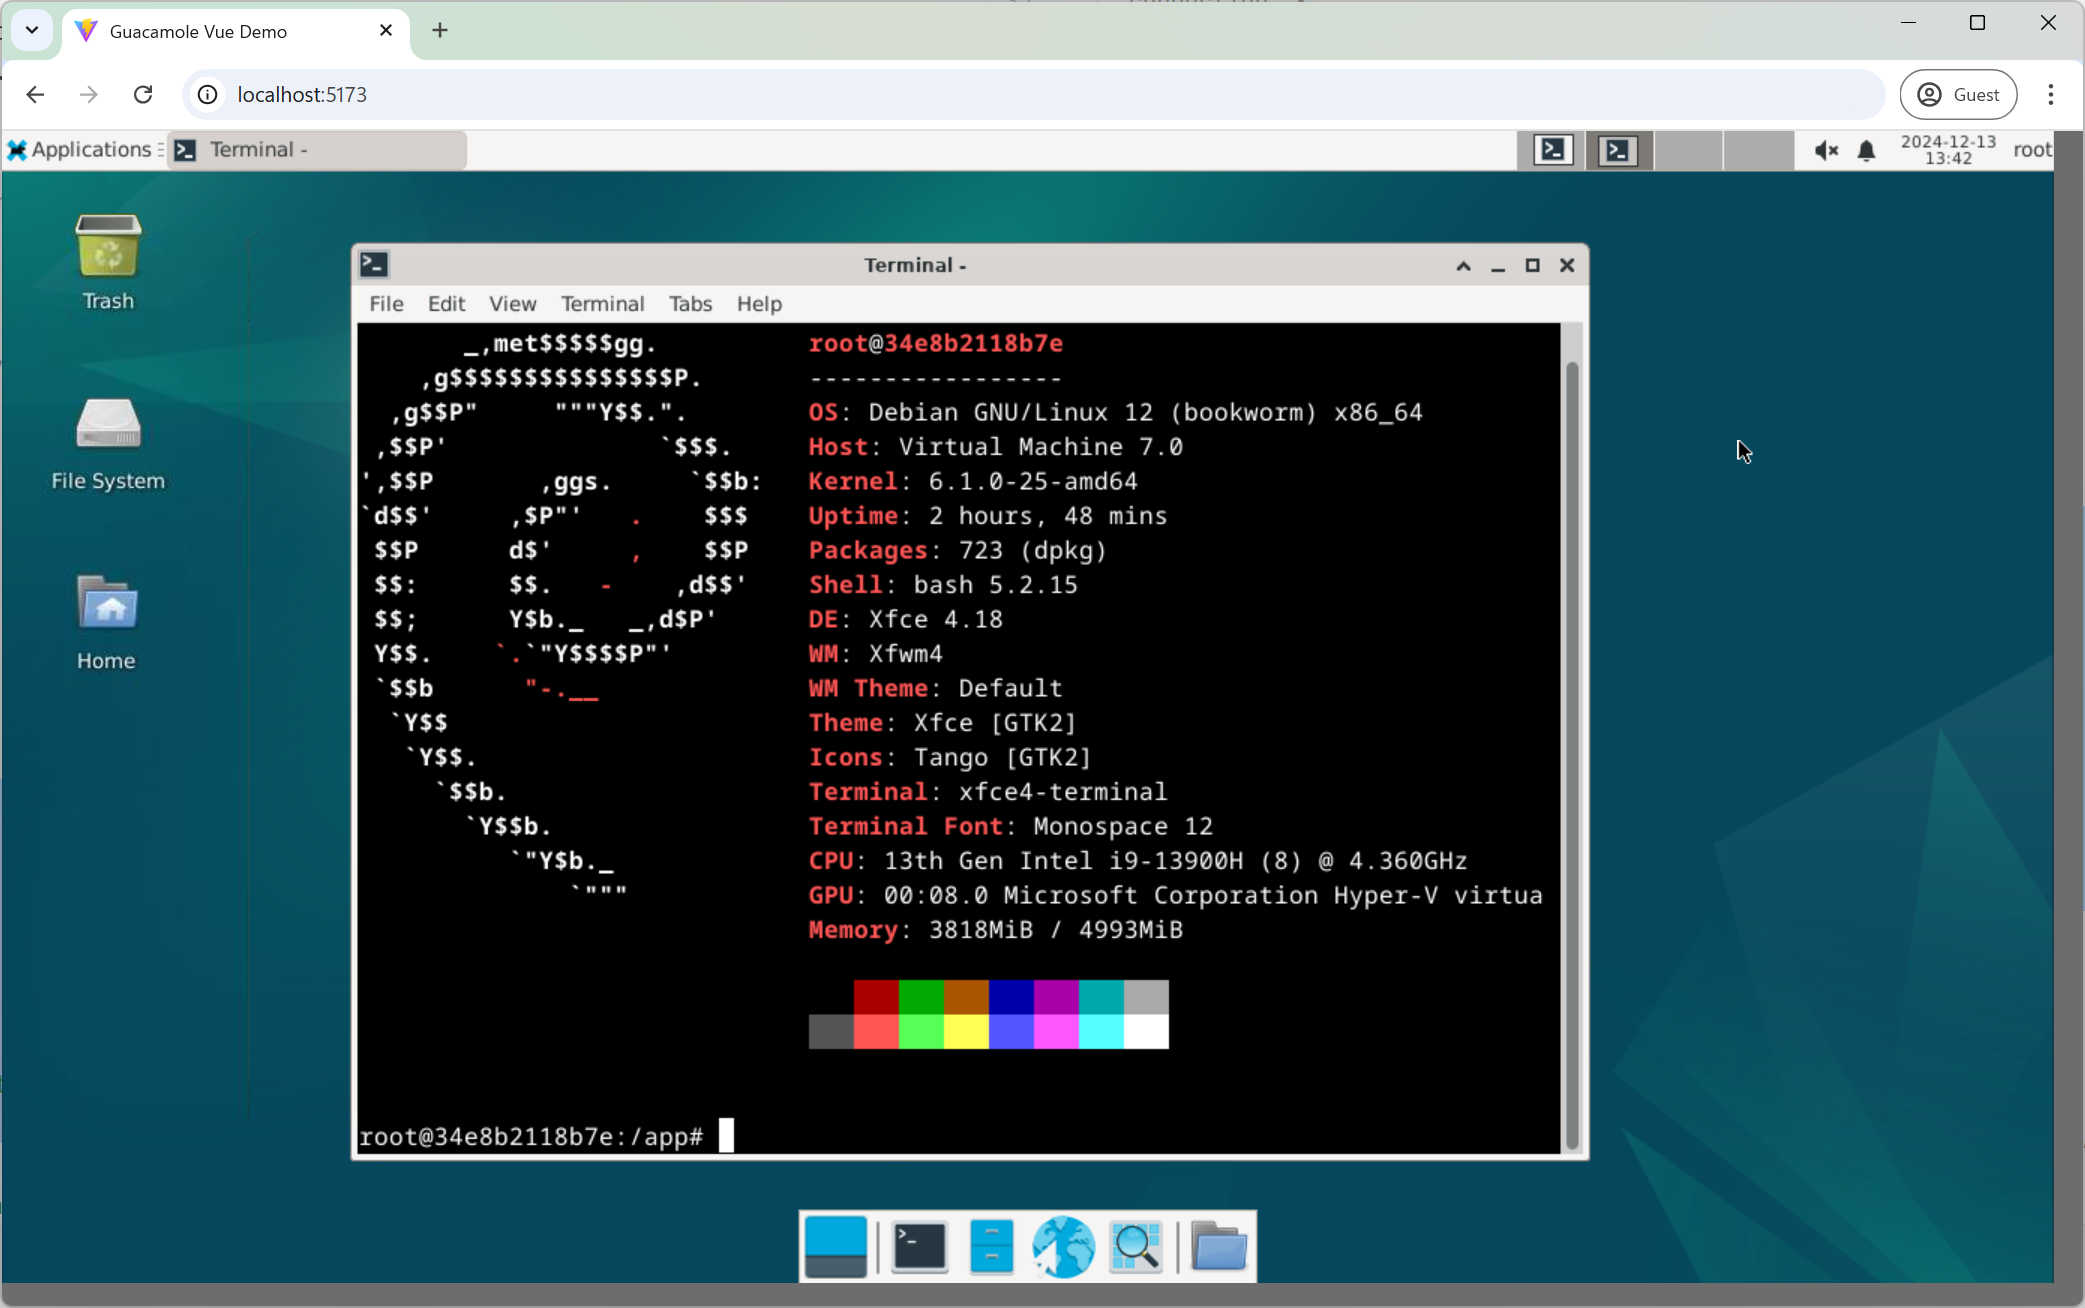 Guacamole Vue Demo
localhost:5173
Guest
Applications
Terminal -
2024-12-13
13:42
root
Trash
File System
Home
Terminal -
File Edit View Terminal Tabs Help
_,met$$$$$gg.
,g$$$$$$$$$$$$$$$P.
,g$$P" """Y$$.".
,$$P' `$$$.
',$$P ,ggs. `$$b:
`d$$' ,$P"' . $$$
$$P d$' , $$P
$$: $$. - ,d$$'
$$; Y$b._ _,d$P'
Y$$. `.`"Y$$$$P"'
`$$b "-.__
`Y$$
`Y$$.
`$$b.
`Y$$b.
`"Y$b._
`"""
root@34e8b2118b7e
-----------------
OS: Debian GNU/Linux 12 (bookworm) x86_64
Host: Virtual Machine 7.0
Kernel: 6.1.0-25-amd64
Uptime: 2 hours, 48 mins
Packages: 723 (dpkg)
Shell: bash 5.2.15
DE: Xfce 4.18
WM: Xfwm4
WM Theme: Default
Theme: Xfce [GTK2]
Icons: Tango [GTK2]
Terminal: xfce4-terminal
Terminal Font: Monospace 12
CPU: 13th Gen Intel i9-13900H (8) @ 4.360GHz
GPU: 00:08.0 Microsoft Corporation Hyper-V virtua
Memory: 3818MiB / 4993MiB
root@34e8b2118b7e:/app#